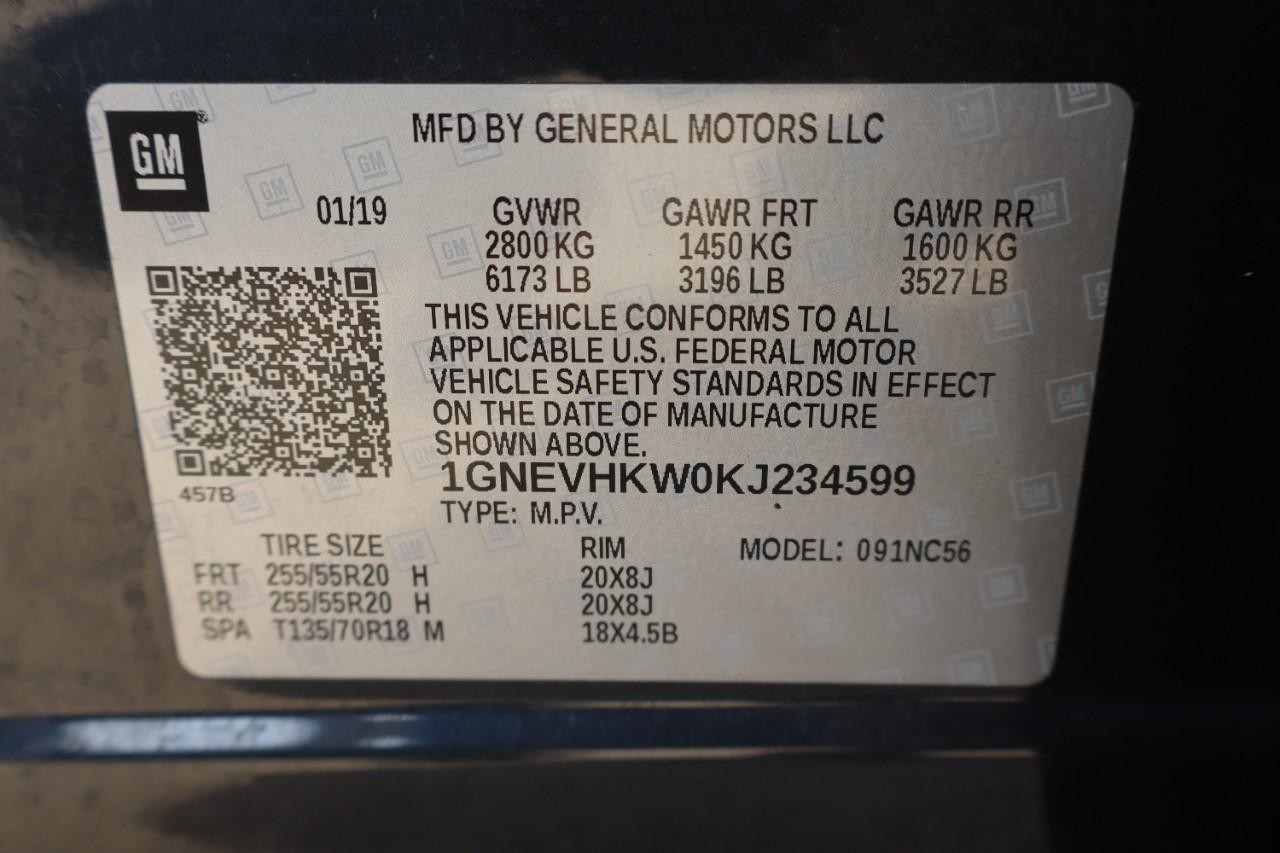 GM
MFD BY GENERAL MOTORS LLC
01/19 GVWR GAWR FRT GAWR RR
2800 KG 1450 KG 1600 KG
6173 LB 3196 LB 3527 LB
THIS VEHICLE CONFORMS TO ALL
APPLICABLE U.S. FEDERAL MOTOR
VEHICLE SAFETY STANDARDS IN EFFECT
ON THE DATE OF MANUFACTURE
SHOWN ABOVE.
1GNEVHKW0KJ234599
457B
TYPE: M.P.V.
TIRE SIZE RIM MODEL: 091NC56
FRT 255/55R20 H 20X8J
RR 255/55R20 H 20X8J
SPA T135/70R18 M 18X4.5B